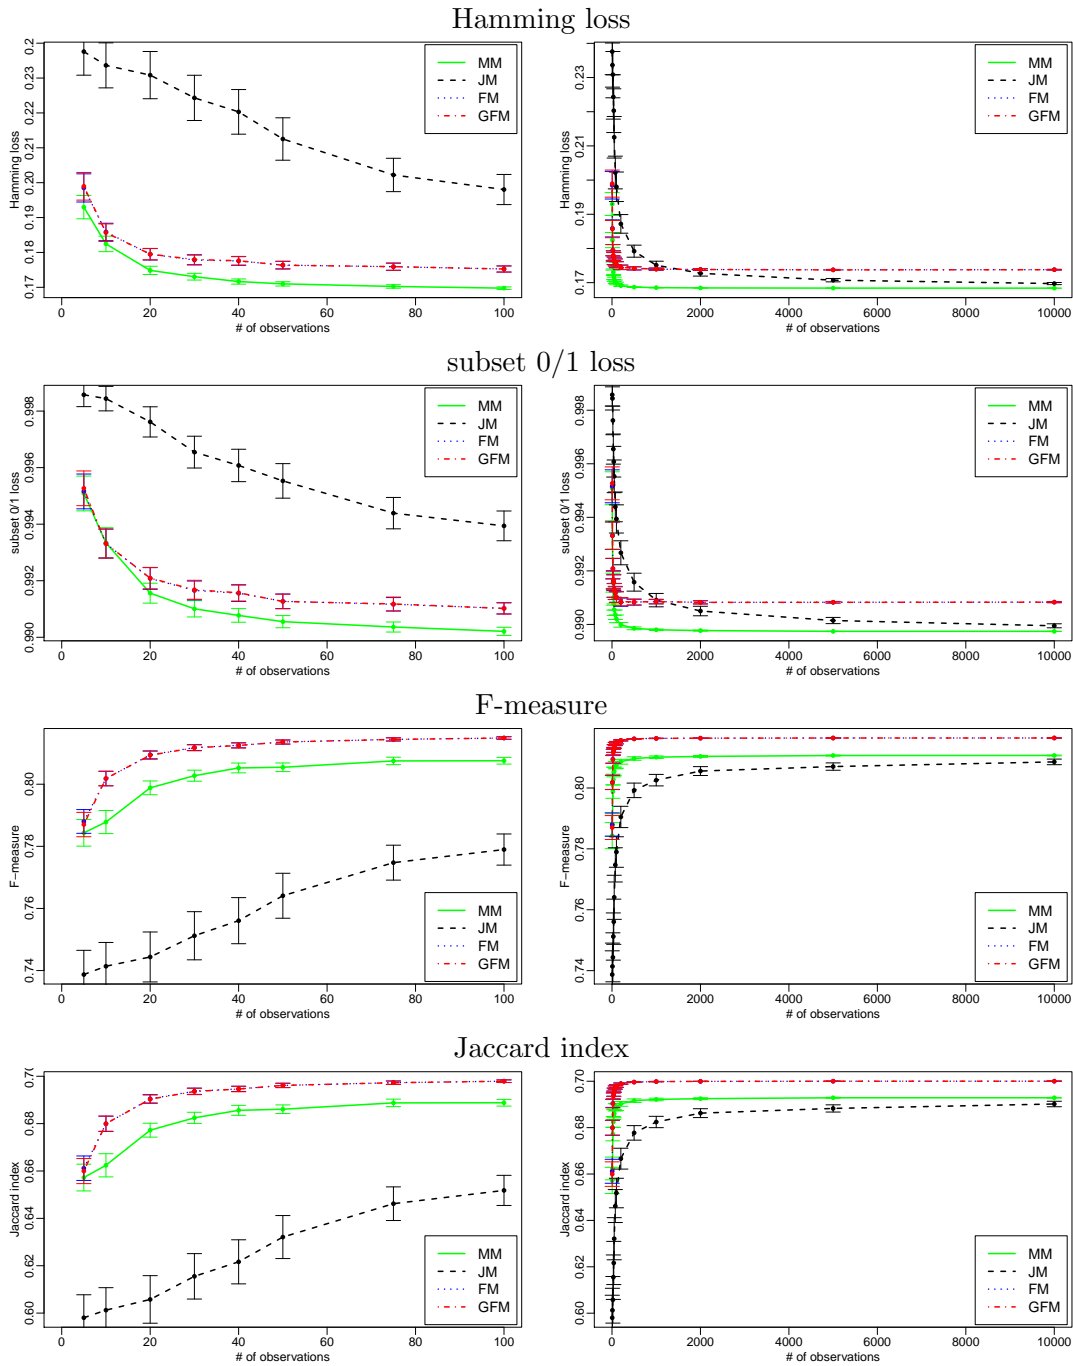 Hamming loss
0.2
0.23
0.22
0.21
0.20
0.19
0.18
0.17
Hamming loss
MM
JM
FM
GFM
0 20 40 60 80 100
# of observations
0.23
0.21
0.19
0.17
Hamming loss
MM
JM
FM
GFM
0 2000 4000 6000 8000 10000
# of observations
subset 0/1 loss
0.998
0.996
0.994
0.992
0.990
subset 0/1 loss
MM
JM
FM
GFM
0 20 40 60 80 100
# of observations
0.998
0.996
0.994
0.992
0.990
subset 0/1 loss
MM
JM
FM
GFM
0 2000 4000 6000 8000 10000
# of observations
F-measure
0.80
0.78
0.76
0.74
F−measure
MM
JM
FM
GFM
0 20 40 60 80 100
# of observations
0.80
0.78
0.76
0.74
F−measure
MM
JM
FM
GFM
0 2000 4000 6000 8000 10000
# of observations
Jaccard index
0.70
0.68
0.66
0.64
0.62
0.60
Jaccard index
MM
JM
FM
GFM
0 20 40 60 80 100
# of observations
0.70
0.68
0.66
0.64
0.62
0.60
Jaccard index
MM
JM
FM
GFM
0 2000 4000 6000 8000 10000
# of observations